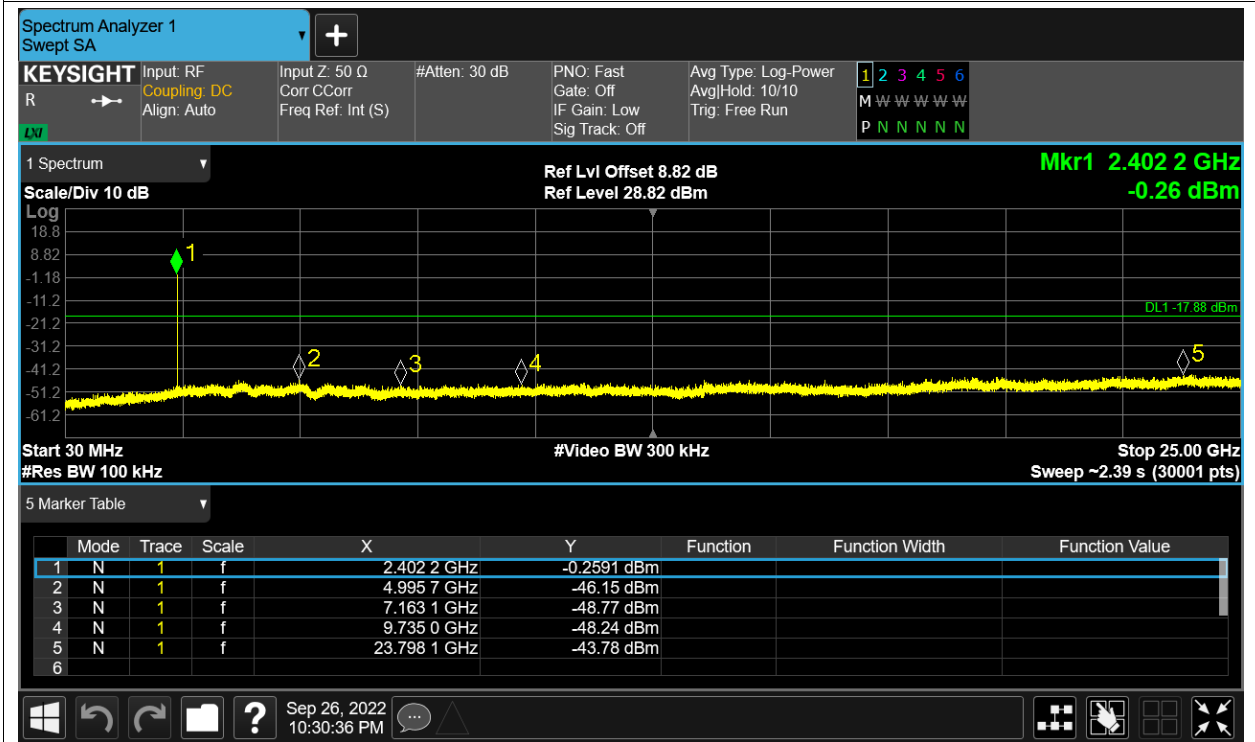 Spectrum Analyzer 1
Swept SA
+
KEYSIGHT Input: RF Input Z: 50 Ω #Atten: 30 dB PNO: Fast Avg Type: Log-Power 1 2 3 4 5 6
R Coupling: DC Corr CCorr Gate: Off Avg|Hold: 10/10 M W W W W W
Align: Auto Freq Ref: Int (S) IF Gain: Low Trig: Free Run P N N N N N
LXI Sig Track: Off
1 Spectrum Ref Lvl Offset 8.82 dB Mkr1 2.402 2 GHz
Scale/Div 10 dB Ref Level 28.82 dBm -0.26 dBm
Log
18.8
8.82 1
-1.18
-11.2 DL1 -17.88 dBm
-21.2
-31.2 2 3 4 5
-41.2
-51.2
-61.2
Start 30 MHz #Video BW 300 kHz Stop 25.00 GHz
#Res BW 100 kHz Sweep ~2.39 s (30001 pts)
5 Marker Table
Mode Trace Scale X Y Function Function Width Function Value
1 N 1 f 2.402 2 GHz -0.2591 dBm
2 N 1 f 4.995 7 GHz -46.15 dBm
3 N 1 f 7.163 1 GHz -48.77 dBm
4 N 1 f 9.735 0 GHz -48.24 dBm
5 N 1 f 23.798 1 GHz -43.78 dBm
6
? Sep 26, 2022
10:30:36 PM